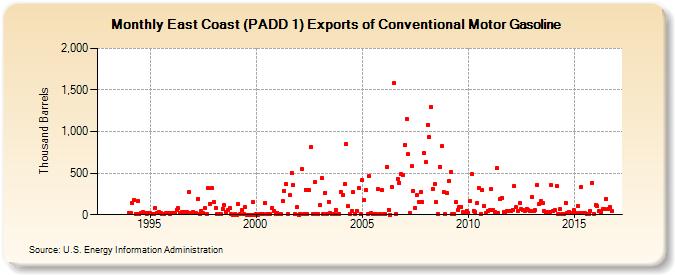 Monthly East Coast (PADD 1) Exports of Conventional Motor Gasoline
Thousand Barrels
2,000
1,500
1,000
500
0
1995 2000 2005 2010 2015
Source: U.S. Energy Information Administration